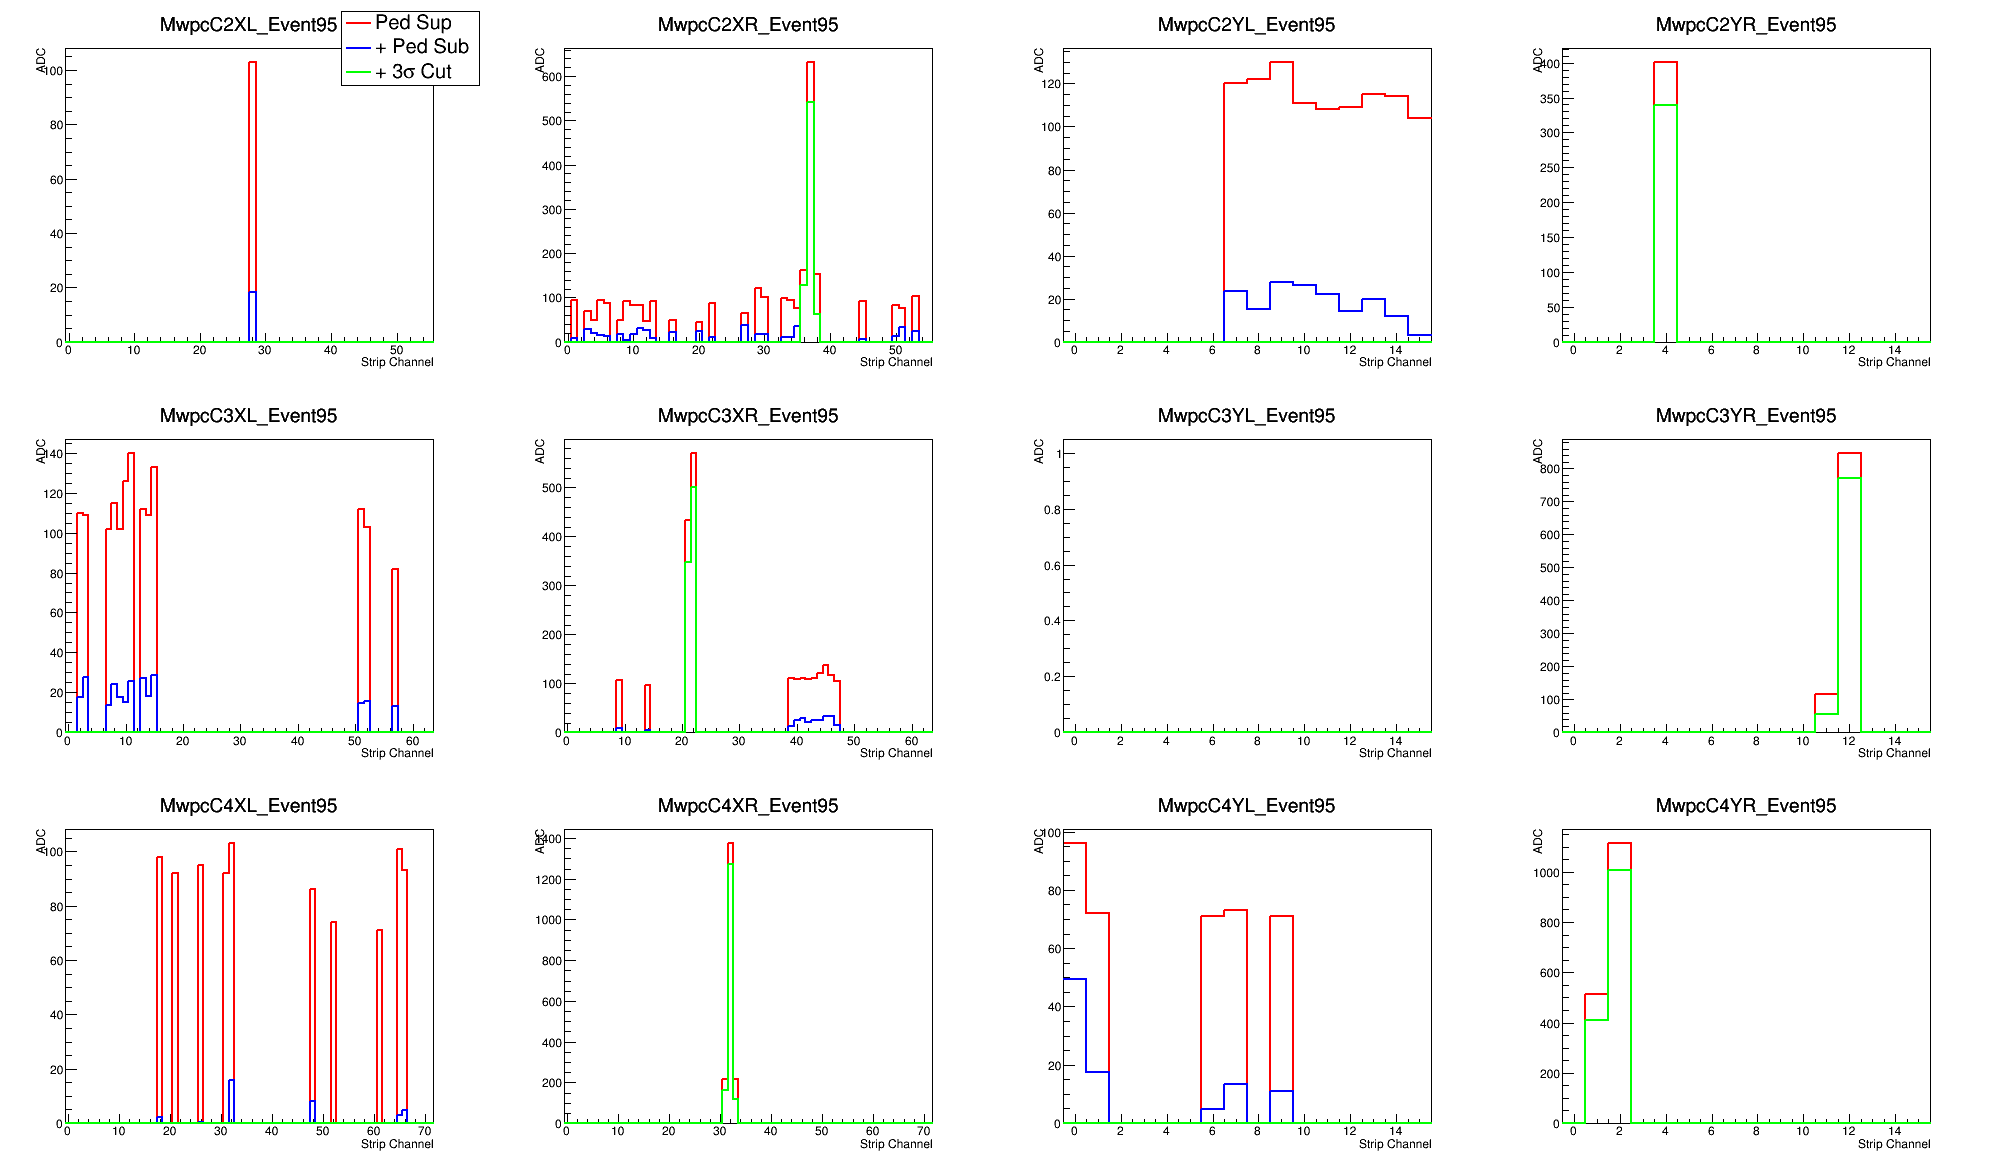 MwpcC2XL_Event95
Ped Sup
+ Ped Sub
+ 3σ Cut
ADC
100
80
60
40
20
0
0 10 20 30 40 50
Strip Channel
MwpcC2XR_Event95
ADC
600
500
400
300
200
100
0
0 10 20 30 40 50
Strip Channel
MwpcC2YL_Event95
ADC
120
100
80
60
40
20
0
0 2 4 6 8 10 12 14
Strip Channel
MwpcC2YR_Event95
ADC
400
350
300
250
200
150
100
50
0
0 2 4 6 8 10 12 14
Strip Channel
MwpcC3XL_Event95
ADC
140
120
100
80
60
40
20
0
0 10 20 30 40 50 60
Strip Channel
MwpcC3XR_Event95
ADC
500
400
300
200
100
0
0 10 20 30 40 50 60
Strip Channel
MwpcC3YL_Event95
ADC
1
0.8
0.6
0.4
0.2
0
0 2 4 6 8 10 12 14
Strip Channel
MwpcC3YR_Event95
ADC
800
700
600
500
400
300
200
100
0
0 2 4 6 8 10 12 14
Strip Channel
MwpcC4XL_Event95
ADC
100
80
60
40
20
0
0 10 20 30 40 50 60 70
Strip Channel
MwpcC4XR_Event95
ADC
1400
1200
1000
800
600
400
200
0
0 10 20 30 40 50 60 70
Strip Channel
MwpcC4YL_Event95
ADC
100
80
60
40
20
0
0 2 4 6 8 10 12 14
Strip Channel
MwpcC4YR_Event95
ADC
1000
800
600
400
200
0
0 2 4 6 8 10 12 14
Strip Channel